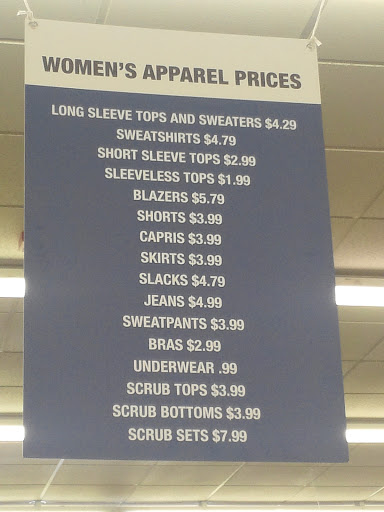 WOMEN'S APPAREL PRICES
LONG SLEEVE TOPS AND SWEATERS $4.29
SWEATSHIRTS $4.79
SHORT SLEEVE TOPS $2.99
SLEEVELESS TOPS $1.99
BLAZERS $5.79
SHORTS $3.99
CAPRIS $3.99
SKIRTS $3.99
SLACKS $4.79
JEANS $4.99
SWEATPANTS $3.99
BRAS $2.99
UNDERWEAR .99
SCRUB TOPS $3.99
SCRUB BOTTOMS $3.99
SCRUB SETS $7.99